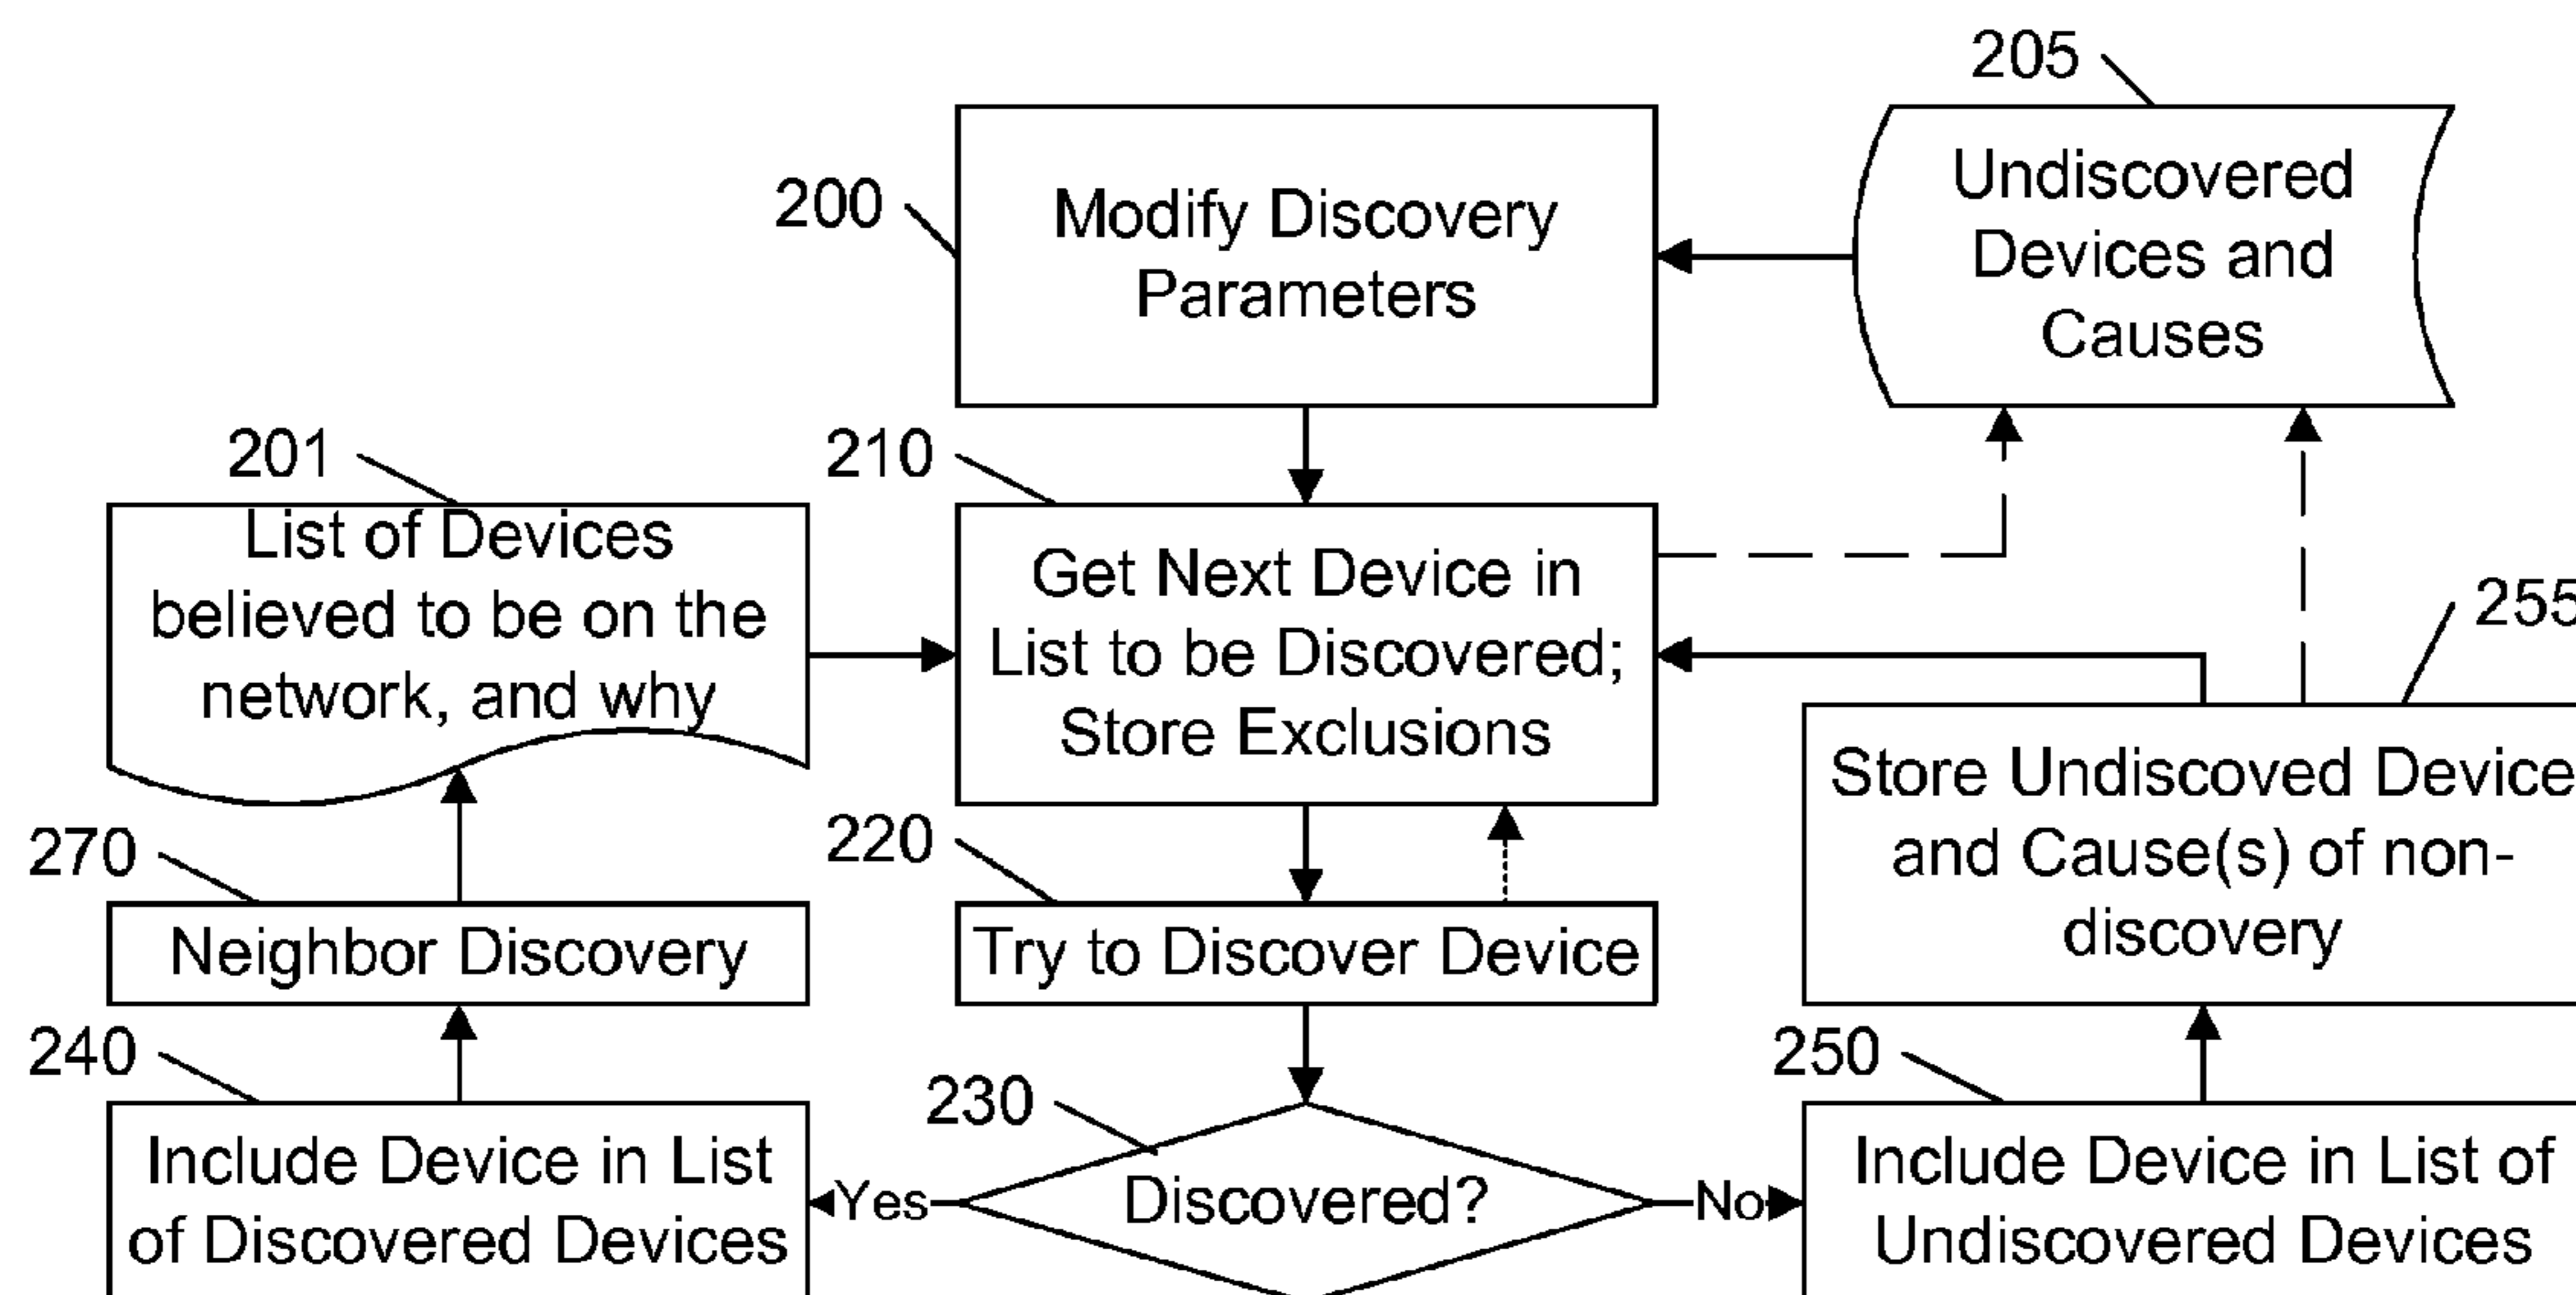 205
200
Modify Discovery
Parameters
Undiscovered
Devices and
Causes
201
210
List of Devices
believed to be on the
network, and why
Get Next Device in
List to be Discovered;
Store Exclusions
255
Store Undiscoved Device
and Cause(s) of non-
discovery
270
220
Neighbor Discovery
Try to Discover Device
240
250
230
Include Device in List
of Discovered Devices
Yes
Discovered?
No
Include Device in List of
Undiscovered Devices